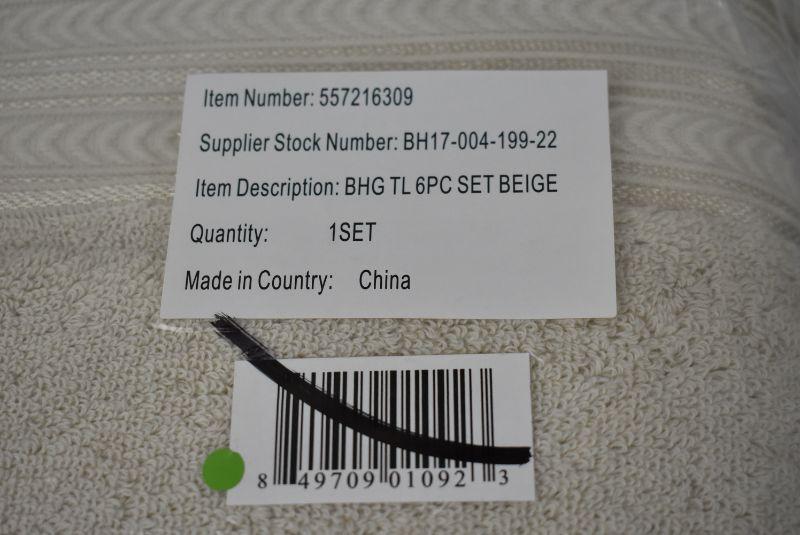 Item Number: 557216309
Supplier Stock Number: BH17-004-199-22
Item Description: BHG TL 6PC SET BEIGE
Quantity: 1SET
Made in Country: China
8 49709 01092 3